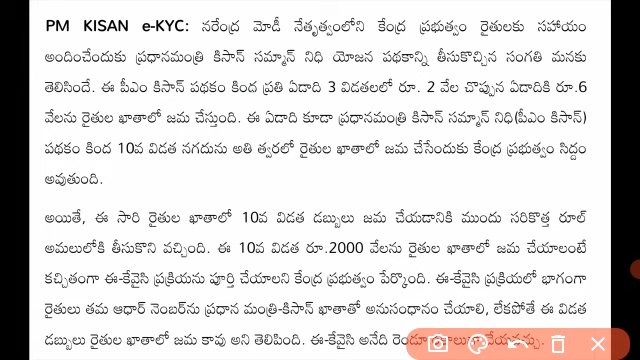 PM KISAN e-KYC: నరేంద్ర మోడీ నేతృత్వంలోని కేంద్ర ప్రభుత్వం రైతులకు సహాయం
అందించేందుకు ప్రధానమంత్రి కిసాన్ సమ్మాన్ నిధి యోజన పథకాన్ని తీసుకొచ్చిన సంగతి మనకు
తెలిసిందే. ఈ పీఎం కిసాన్ పథకం కింద ప్రతి ఏడాది 3 విడతలలో రూ. 2 వేల చొప్పున ఏడాదికి రూ.6
వేలను రైతుల ఖాతాలో జమ చేస్తుంది. ఈ ఏడాది కూడా ప్రధానమంత్రి కిసాన్ సమ్మాన్ నిధి(పీఎం కిసాన్)
పథకం కింద 10వ విడత నగదును అతి త్వరలో రైతుల ఖాతాలో జమ చేసేందుకు కేంద్ర ప్రభుత్వం సిద్దం
అవుతుంది.
అయితే, ఈ సారి రైతుల ఖాతాలో 10వ విడత డబ్బులు జమ చేయడానికి ముందు సరికొత్త రూల్
అమలులోకి తీసుకొని వచ్చింది. ఈ 10వ విడత రూ.2000 వేలను రైతుల ఖాతాలో జమ చేయాలంటే
కచ్చితంగా ఈ-కేవైసి ప్రక్రియను పూర్తి చేయాలని కేంద్ర ప్రభుత్వం పేర్కొంది. ఈ-కేవైసి ప్రక్రియలో భాగంగా
రైతులు తమ ఆధార్ నెంబర్‌ను ప్రధాన మంత్రి-కిసాన్ ఖాతాతో అనుసంధానం చేయాలి, లేకపోతే ఈ విడత
డబ్బులు రైతుల ఖాతాలో జమ కావు అని తెలిపింది. ఈ-కేవైసి అనేది రెండు